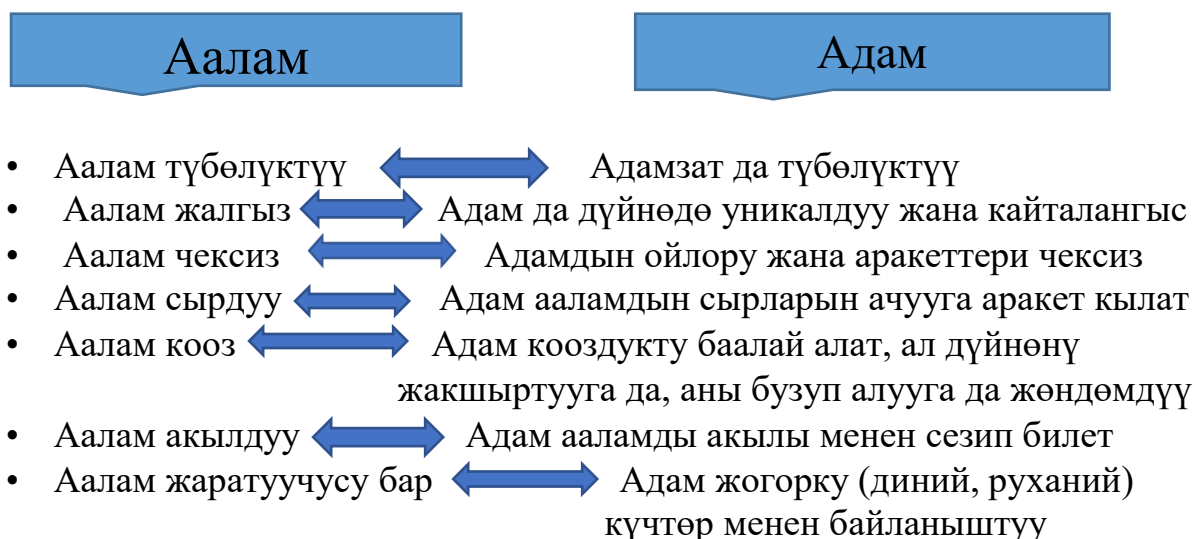 Аалам
Адам
• Аалам түбөлүктүү Адамзат да түбөлүктүү
• Аалам жалгыз Адам да дүйнөдө уникалдуу жана кайталангыс
• Аалам чексиз Адамдын ойлору жана аракеттери чексиз
• Аалам сырдуу Адам ааламдын сырларын ачууга аракет кылат
• Аалам кооз Адам кооздукту баалай алат, ал дүйнөнү
жакшыртууга да, аны бузуп алууга да жөндөмдүү
• Аалам акылдуу Адам ааламды акылы менен сезип билет
• Аалам жаратуучусу бар Адам жогорку (диний, руханий)
күчтөр менен байланыштуу